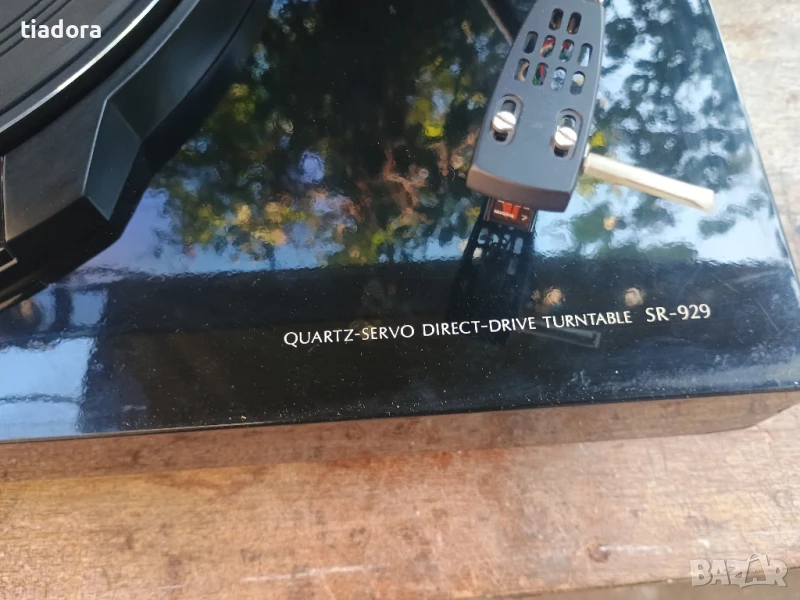 tiadora
QUARTZ-SERVO DIRECT-DRIVE TURNTABLE SR-929
BAZAR